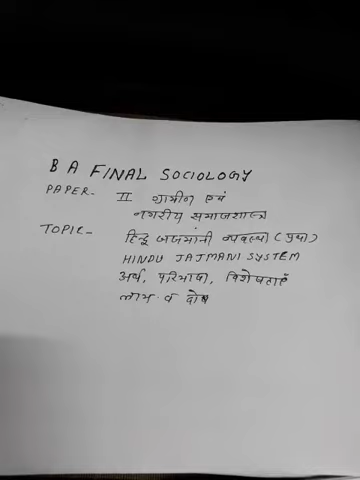 B A FINAL SOCIOLOGY
PAPER- II ग्रामीण एवं
नगरीय समाजशास्त्र
TOPIC- हिन्दू जजमांनी व्यवस्था (प्रथा)
HINDU JAJMANI SYSTEM
अर्थ, परिभाषा, विशेषताएँ
लाभ व दोष